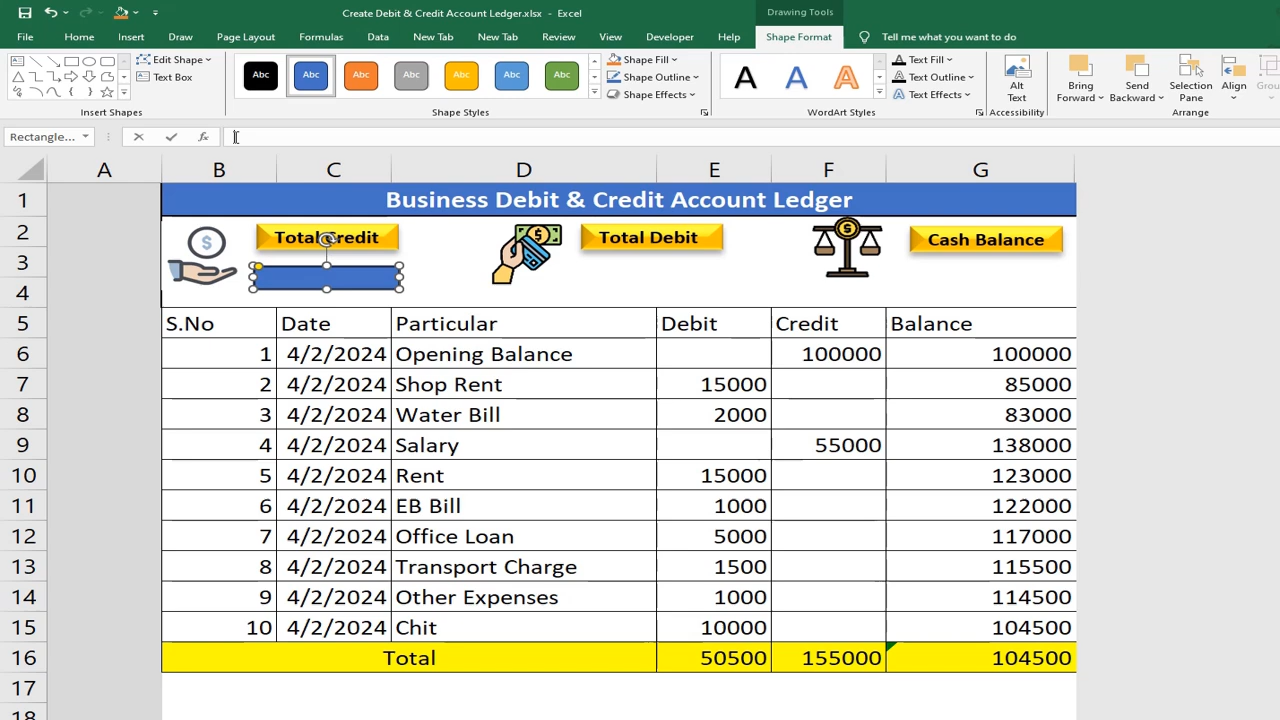 Create Debit & Credit Account Ledger.xlsx - Excel
Drawing Tools
File Home Insert Draw Page Layout Formulas Data New Tab New Tab Review View Developer Help Shape Format Tell me what you want to do
Edit Shape
Text Box
Insert Shapes
Abc Abc Abc Abc Abc Abc Abc
Shape Fill
Shape Outline
Shape Effects
Shape Styles
A A A
Text Fill
Text Outline
Text Effects
WordArt Styles
Alt Text
Accessibility
Bring Forward
Send Backward
Selection Pane
Align
Arrange
Rectangle...
fx
A B C D E F G
1 Business Debit & Credit Account Ledger
2 Total Credit Total Debit Cash Balance
3
4
5 S.No Date Particular Debit Credit Balance
6 1 4/2/2024 Opening Balance 100000 100000
7 2 4/2/2024 Shop Rent 15000 85000
8 3 4/2/2024 Water Bill 2000 83000
9 4 4/2/2024 Salary 55000 138000
10 5 4/2/2024 Rent 15000 123000
11 6 4/2/2024 EB Bill 1000 122000
12 7 4/2/2024 Office Loan 5000 117000
13 8 4/2/2024 Transport Charge 1500 115500
14 9 4/2/2024 Other Expenses 1000 114500
15 10 4/2/2024 Chit 10000 104500
16 Total 50500 155000 104500
17
18